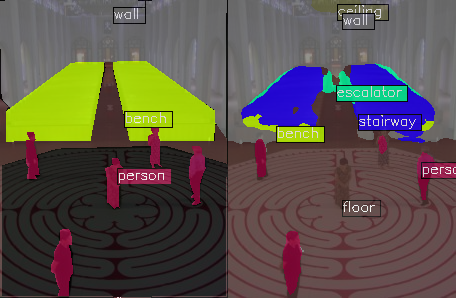 wall
bench
person
ceiling
wall
escalator
stairway
bench
perso
floor